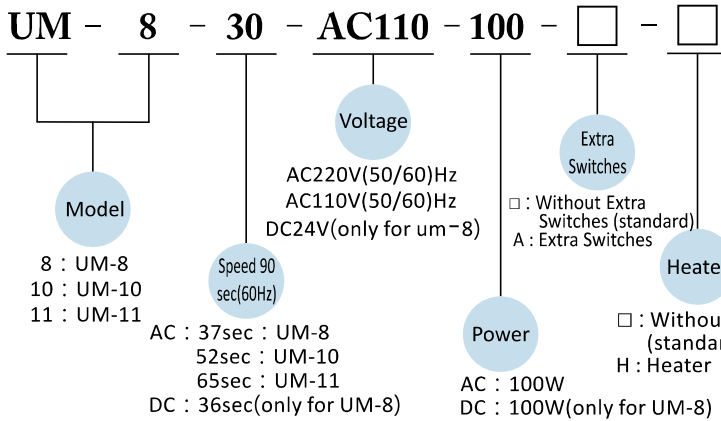 UM - 8 - 30 - AC110 - 100 - □ - □
Voltage
AC220V(50/60)Hz
AC110V(50/60)Hz
DC24V(only for um-8)
Extra
Switches
□ : Without Extra
Switches (standard)
A : Extra Switches
Model
8 : UM-8
10 : UM-10
11 : UM-11
Speed 90
sec(60Hz)
AC : 37sec : UM-8
52sec : UM-10
65sec : UM-11
DC : 36sec(only for UM-8)
Power
AC : 100W
DC : 100W(only for UM-8)
Heate
□ : Withou
(standar
H : Heater